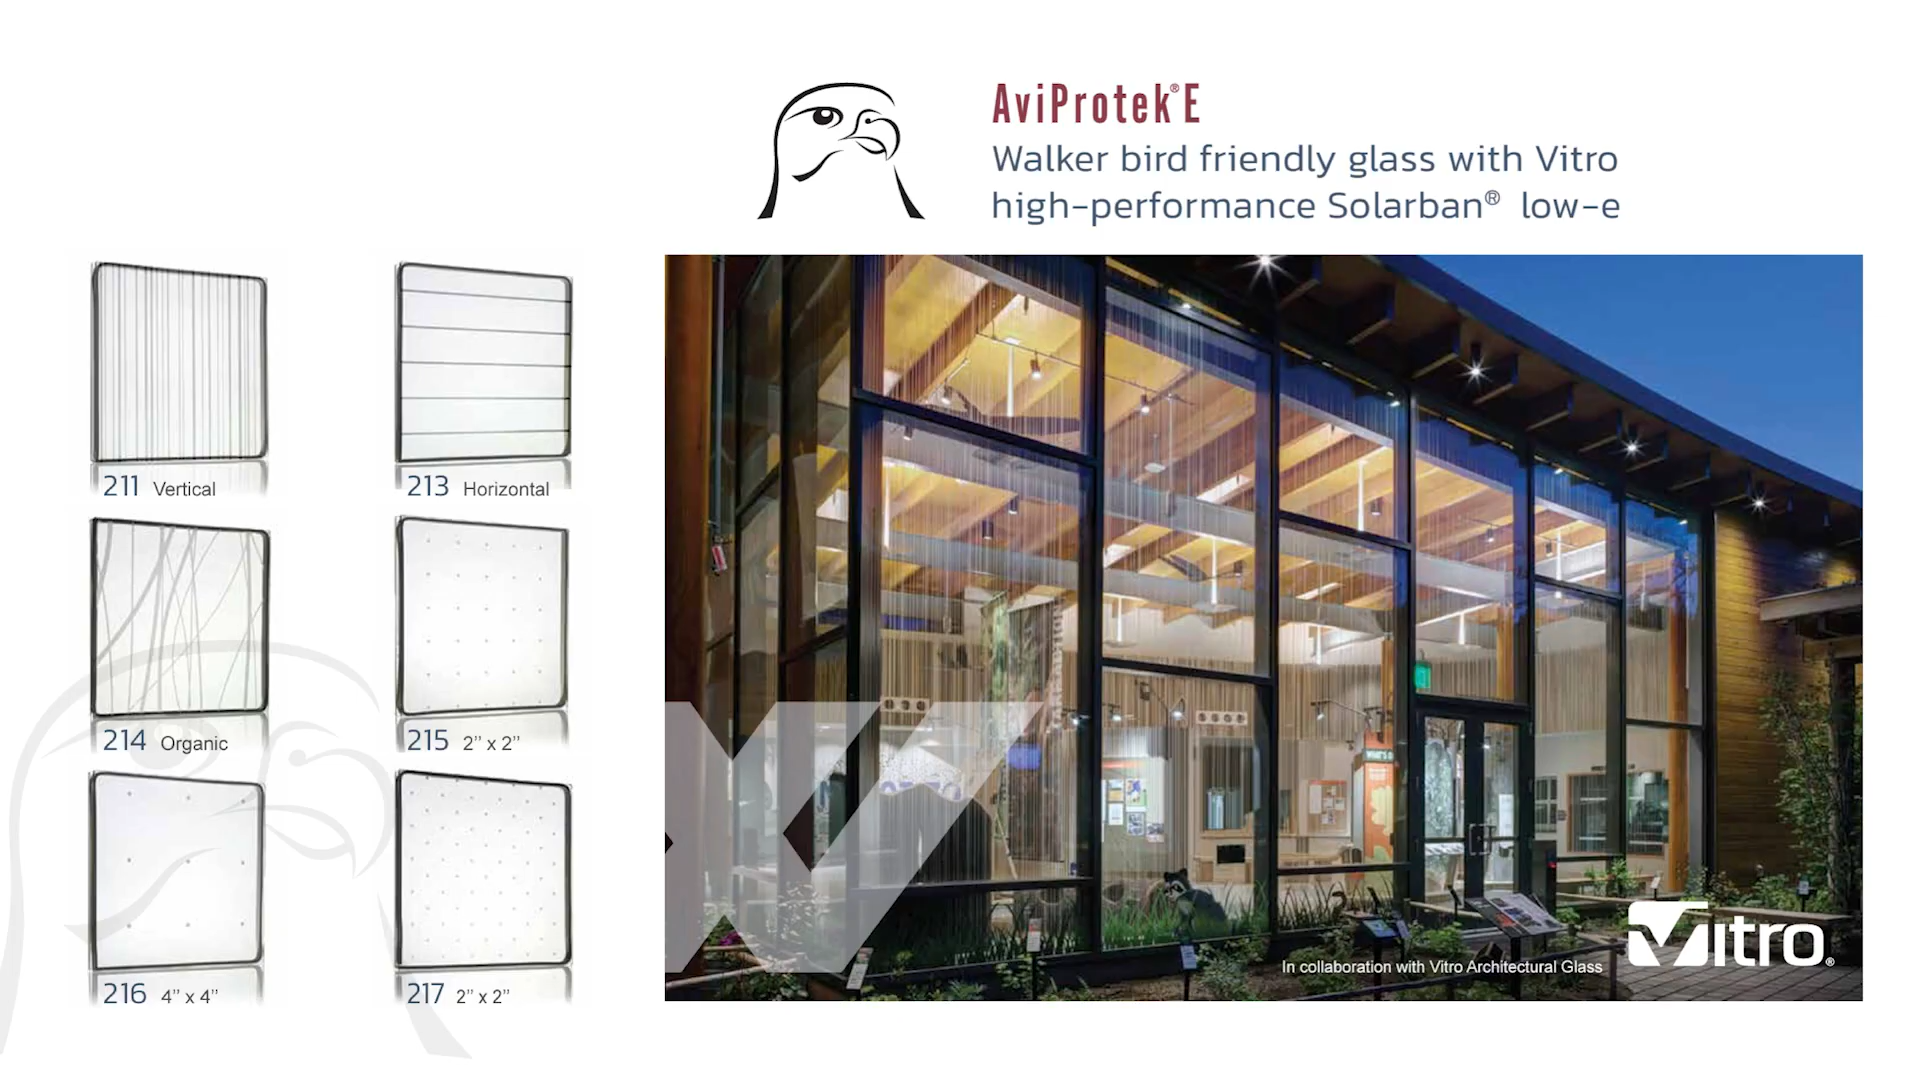 AviProtek® E
Walker bird friendly glass with Vitro
high-performance Solarban® low-e
211 Vertical
213 Horizontal
214 Organic
215 2” x 2”
216 4” x 4”
217 2” x 2”
In collaboration with Vitro Architectural Glass
Vitro®